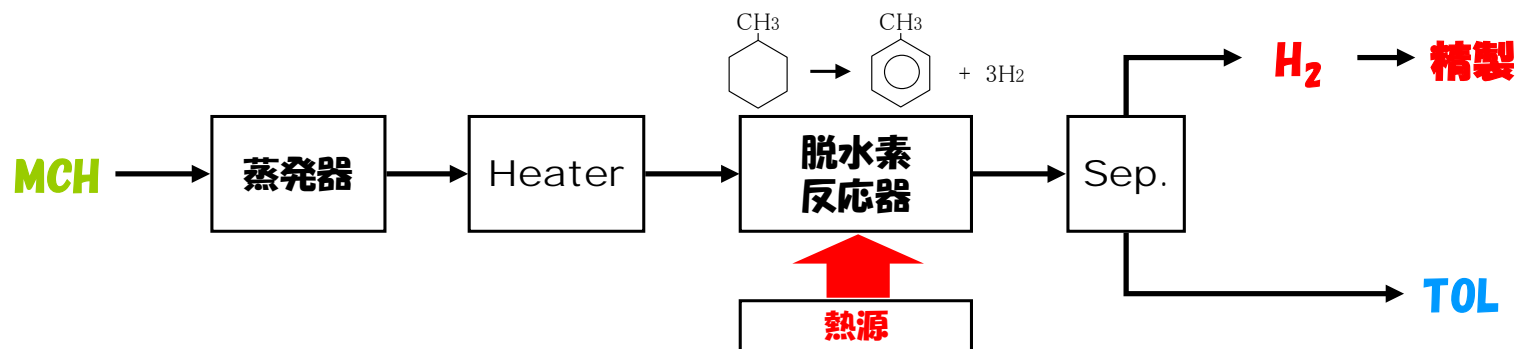 CH3
CH3
+ 3H2
H2
精製
MCH
蒸発器
Heater
脱水素
反応器
Sep.
熱源
TOL